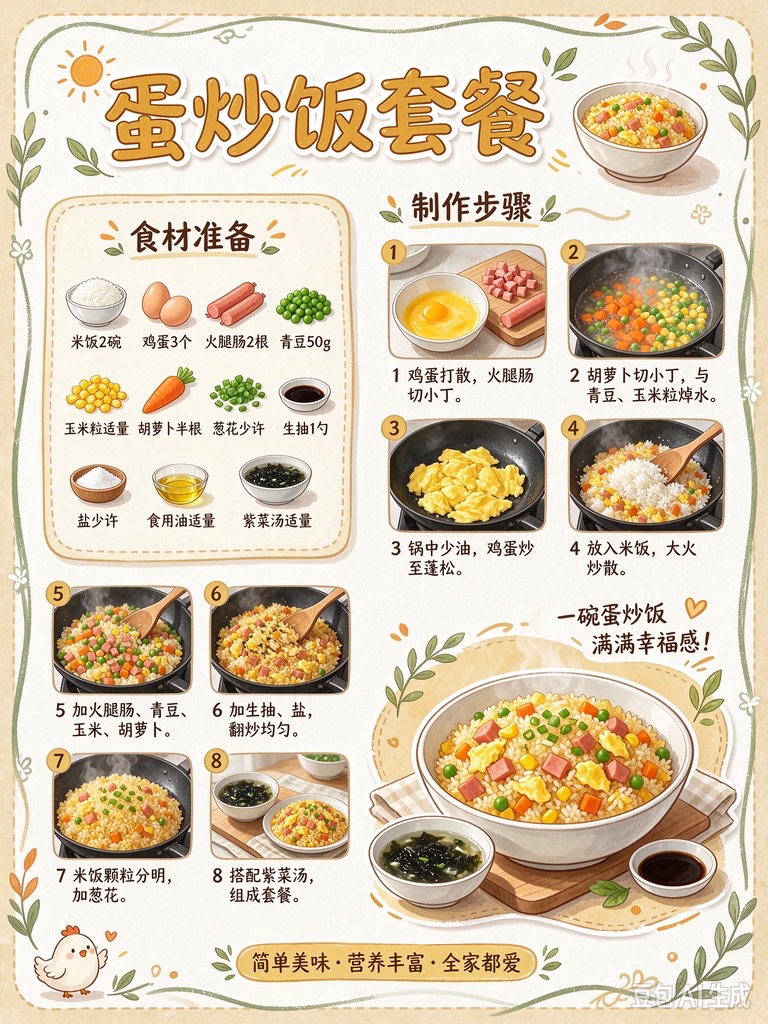 蛋炒饭套餐
食材准备
米饭2碗
鸡蛋3个
火腿肠2根
青豆50g
玉米粒适量
胡萝卜半根
葱花少许
生抽1勺
盐少许
食用油适量
紫菜汤适量
制作步骤
1
1 鸡蛋打散，火腿肠
切小丁。
2
2 胡萝卜切小丁，与
青豆、玉米粒焯水。
3
3 锅中少油，鸡蛋炒
至蓬松。
4
4 放入米饭，大火
炒散。
5
5 加火腿肠、青豆、
玉米、胡萝卜。
6
6 加生抽、盐，
翻炒均匀。
7
7 米饭颗粒分明，
加葱花。
8
8 搭配紫菜汤，
组成套餐。
一碗蛋炒饭
满满幸福感！
简单美味·营养丰富·全家都爱
豆包AI生成